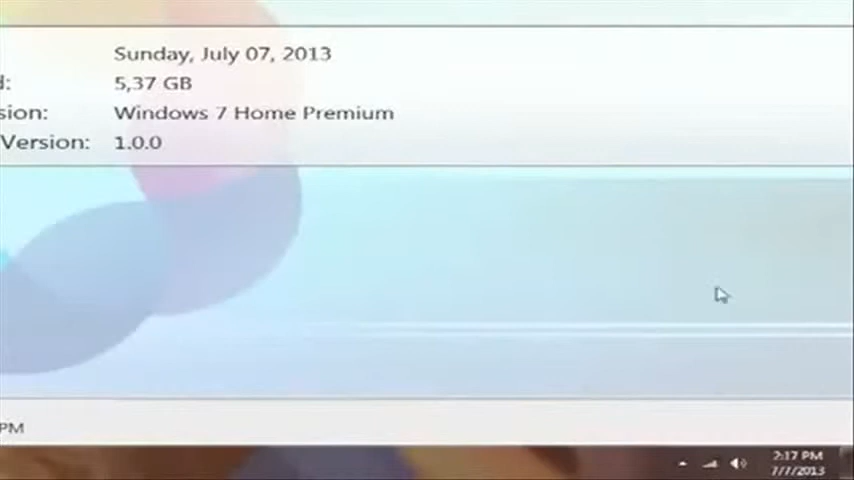 Sunday, July 07, 2013
d: 5,37 GB
sion: Windows 7 Home Premium
Version: 1.0.0
PM
2:17 PM
7/7/2013